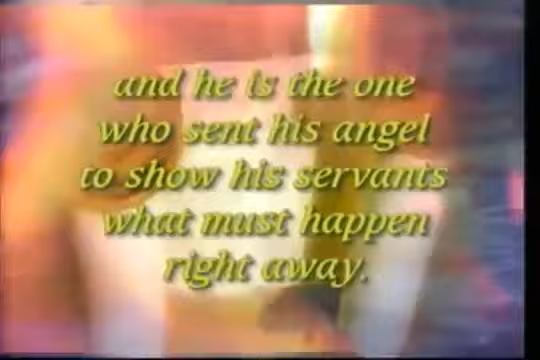 and he is the one
who sent his angel
to show his servants
what must happen
right away.